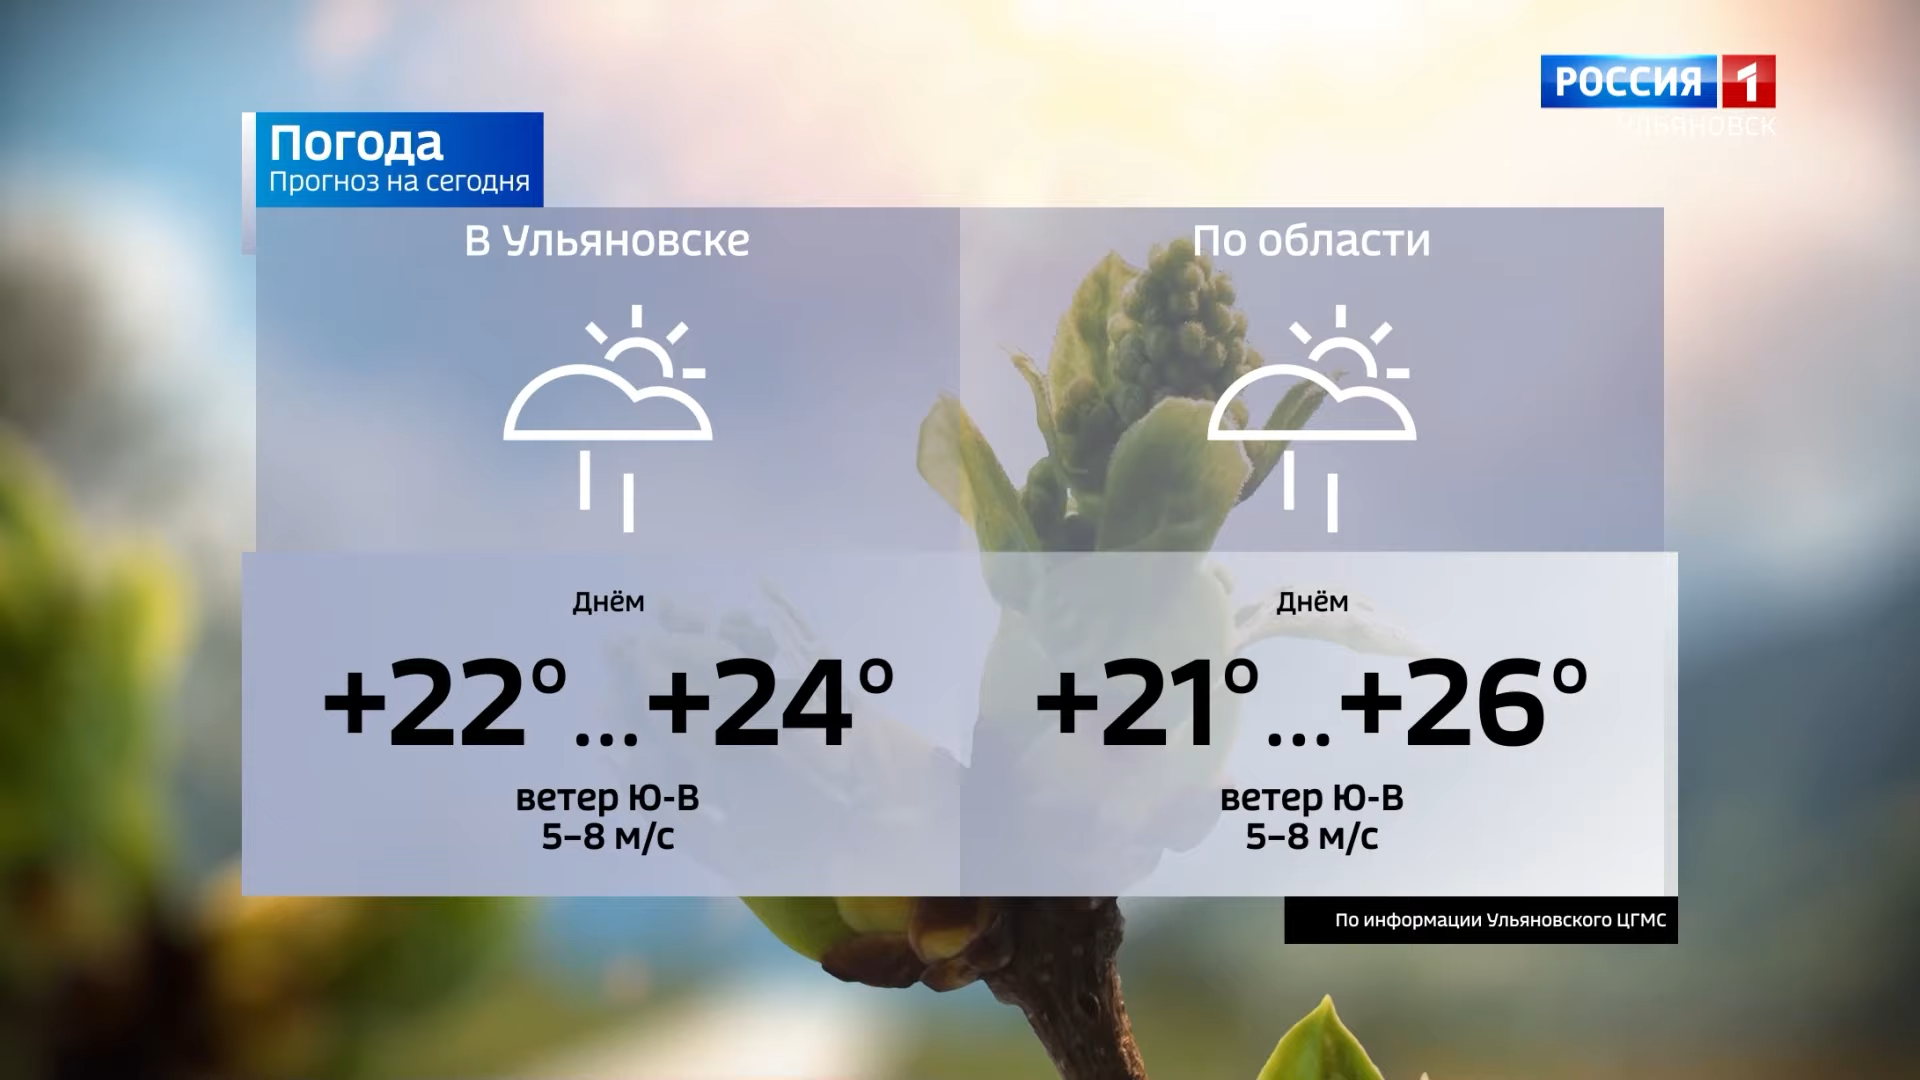 РОССИЯ 1
УЛЬЯНОВСК
Погода
Прогноз на сегодня
В Ульяновске
Днём
+22°...+24°
ветер Ю-В
5–8 м/с
По области
Днём
+21°...+26°
ветер Ю-В
5–8 м/с
По информации Ульяновского ЦГМС